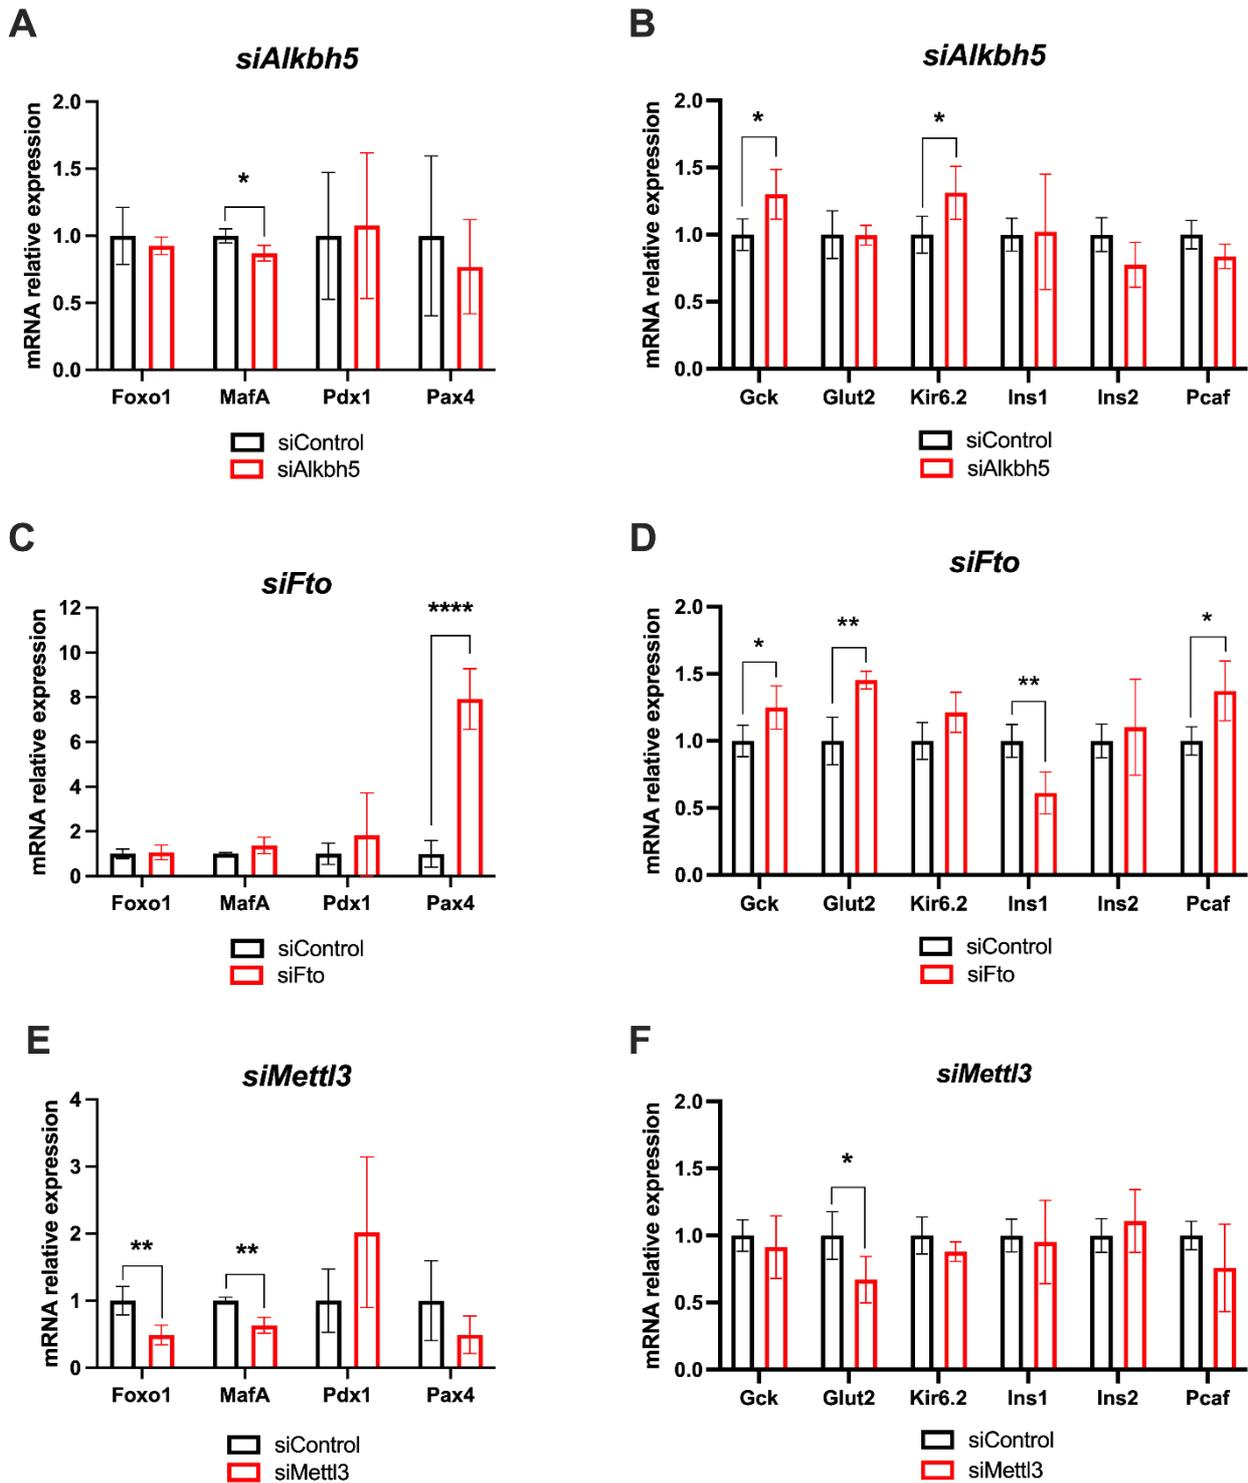 A
siAlkbh5
mRNA relative expression
2.0
1.5
1.0
0.5
0.0
*
Foxo1 MafA Pdx1 Pax4
siControl
siAlkbh5
B
siAlkbh5
mRNA relative expression
2.0
1.5
1.0
0.5
0.0
* *
Gck Glut2 Kir6.2 Ins1 Ins2 Pcaf
siControl
siAlkbh5
C
siFto
mRNA relative expression
12
10
8
6
4
2
0
****
Foxo1 MafA Pdx1 Pax4
siControl
siFto
D
siFto
mRNA relative expression
2.0
1.5
1.0
0.5
0.0
* ** ** *
Gck Glut2 Kir6.2 Ins1 Ins2 Pcaf
siControl
siFto
E
siMettl3
mRNA relative expression
4
3
2
1
0
** **
Foxo1 MafA Pdx1 Pax4
siControl
siMettl3
F
siMettl3
mRNA relative expression
2.0
1.5
1.0
0.5
0.0
*
Gck Glut2 Kir6.2 Ins1 Ins2 Pcaf
siControl
siMettl3